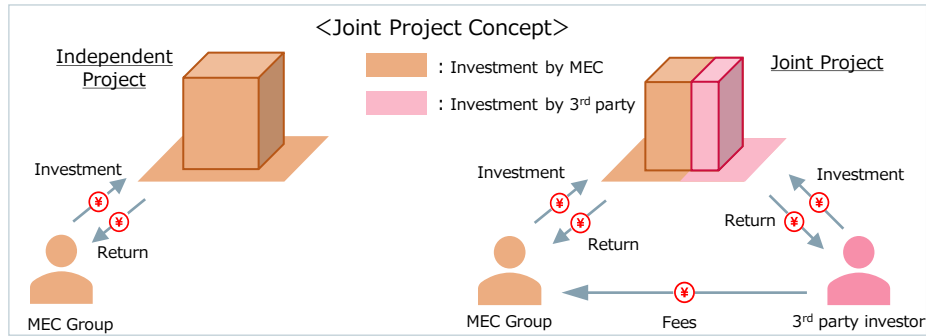 <Joint Project Concept>
Independent
Project
: Investment by MEC
: Investment by 3rd party
Joint Project
Investment
¥
¥
Return
MEC Group
Investment
¥
¥
Return
MEC Group
Investment
¥
¥
Return
3rd party investor
¥
Fees